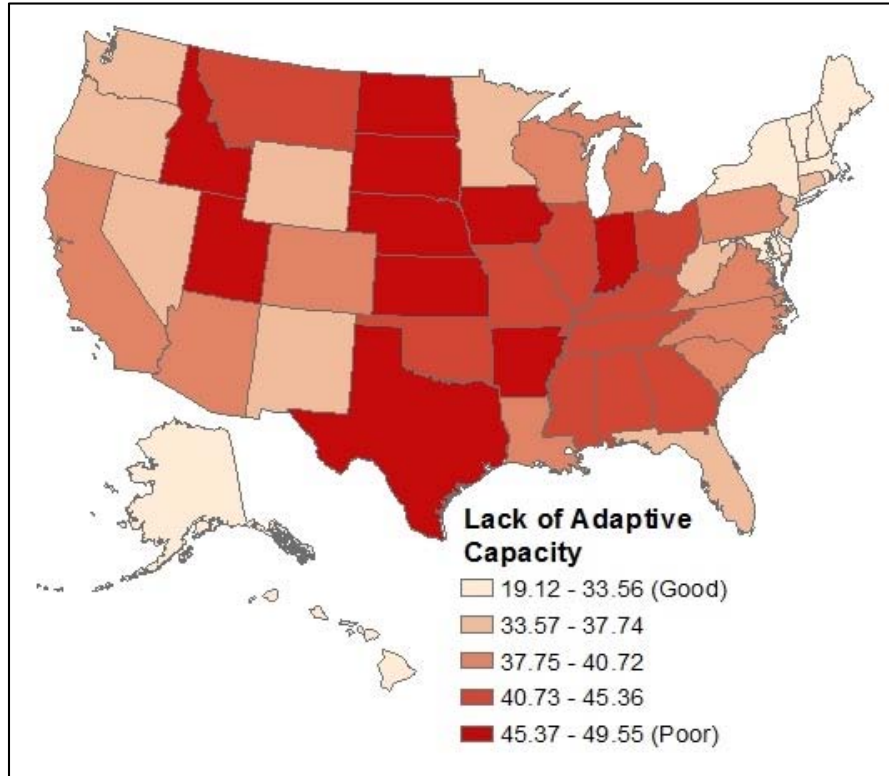 Lack of Adaptive
Capacity
19.12 - 33.56 (Good)
33.57 - 37.74
37.75 - 40.72
40.73 - 45.36
45.37 - 49.55 (Poor)